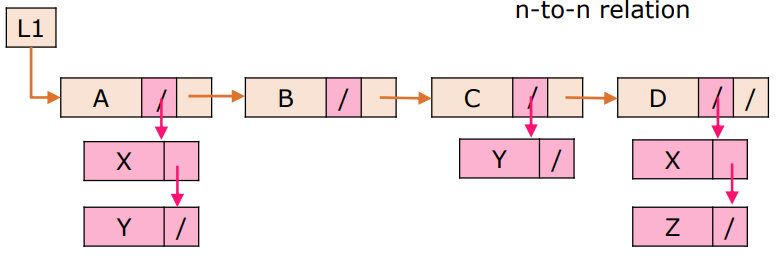 n-to-n relation
L1
A / B / C / D / /
X Y / X
Y / Z /